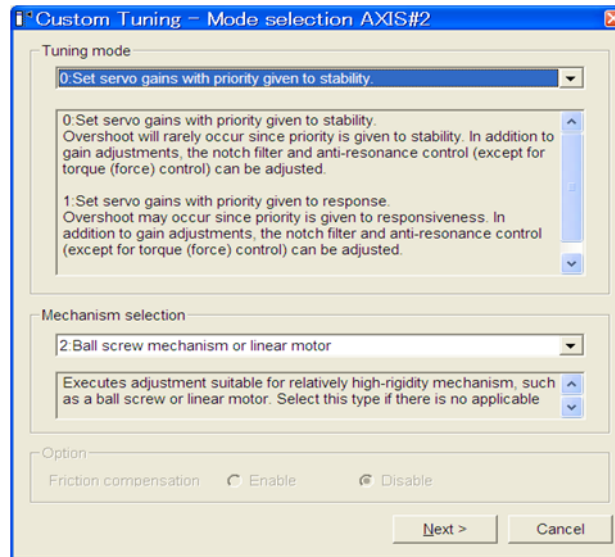 Custom Tuning - Mode selection AXIS#2
Tuning mode
0:Set servo gains with priority given to stability.
0:Set servo gains with priority given to stability.
Overshoot will rarely occur since priority is given to stability. In addition to
gain adjustments, the notch filter and anti-resonance control (except for
torque (force) control) can be adjusted.
1:Set servo gains with priority given to response.
Overshoot may occur since priority is given to responsiveness. In
addition to gain adjustments, the notch filter and anti-resonance control
(except for torque (force) control) can be adjusted.
Mechanism selection
2:Ball screw mechanism or linear motor
Executes adjustment suitable for relatively high-rigidity mechanism, such
as a ball screw or linear motor. Select this type if there is no applicable
Option
Friction compensation Enable Disable
Next > Cancel